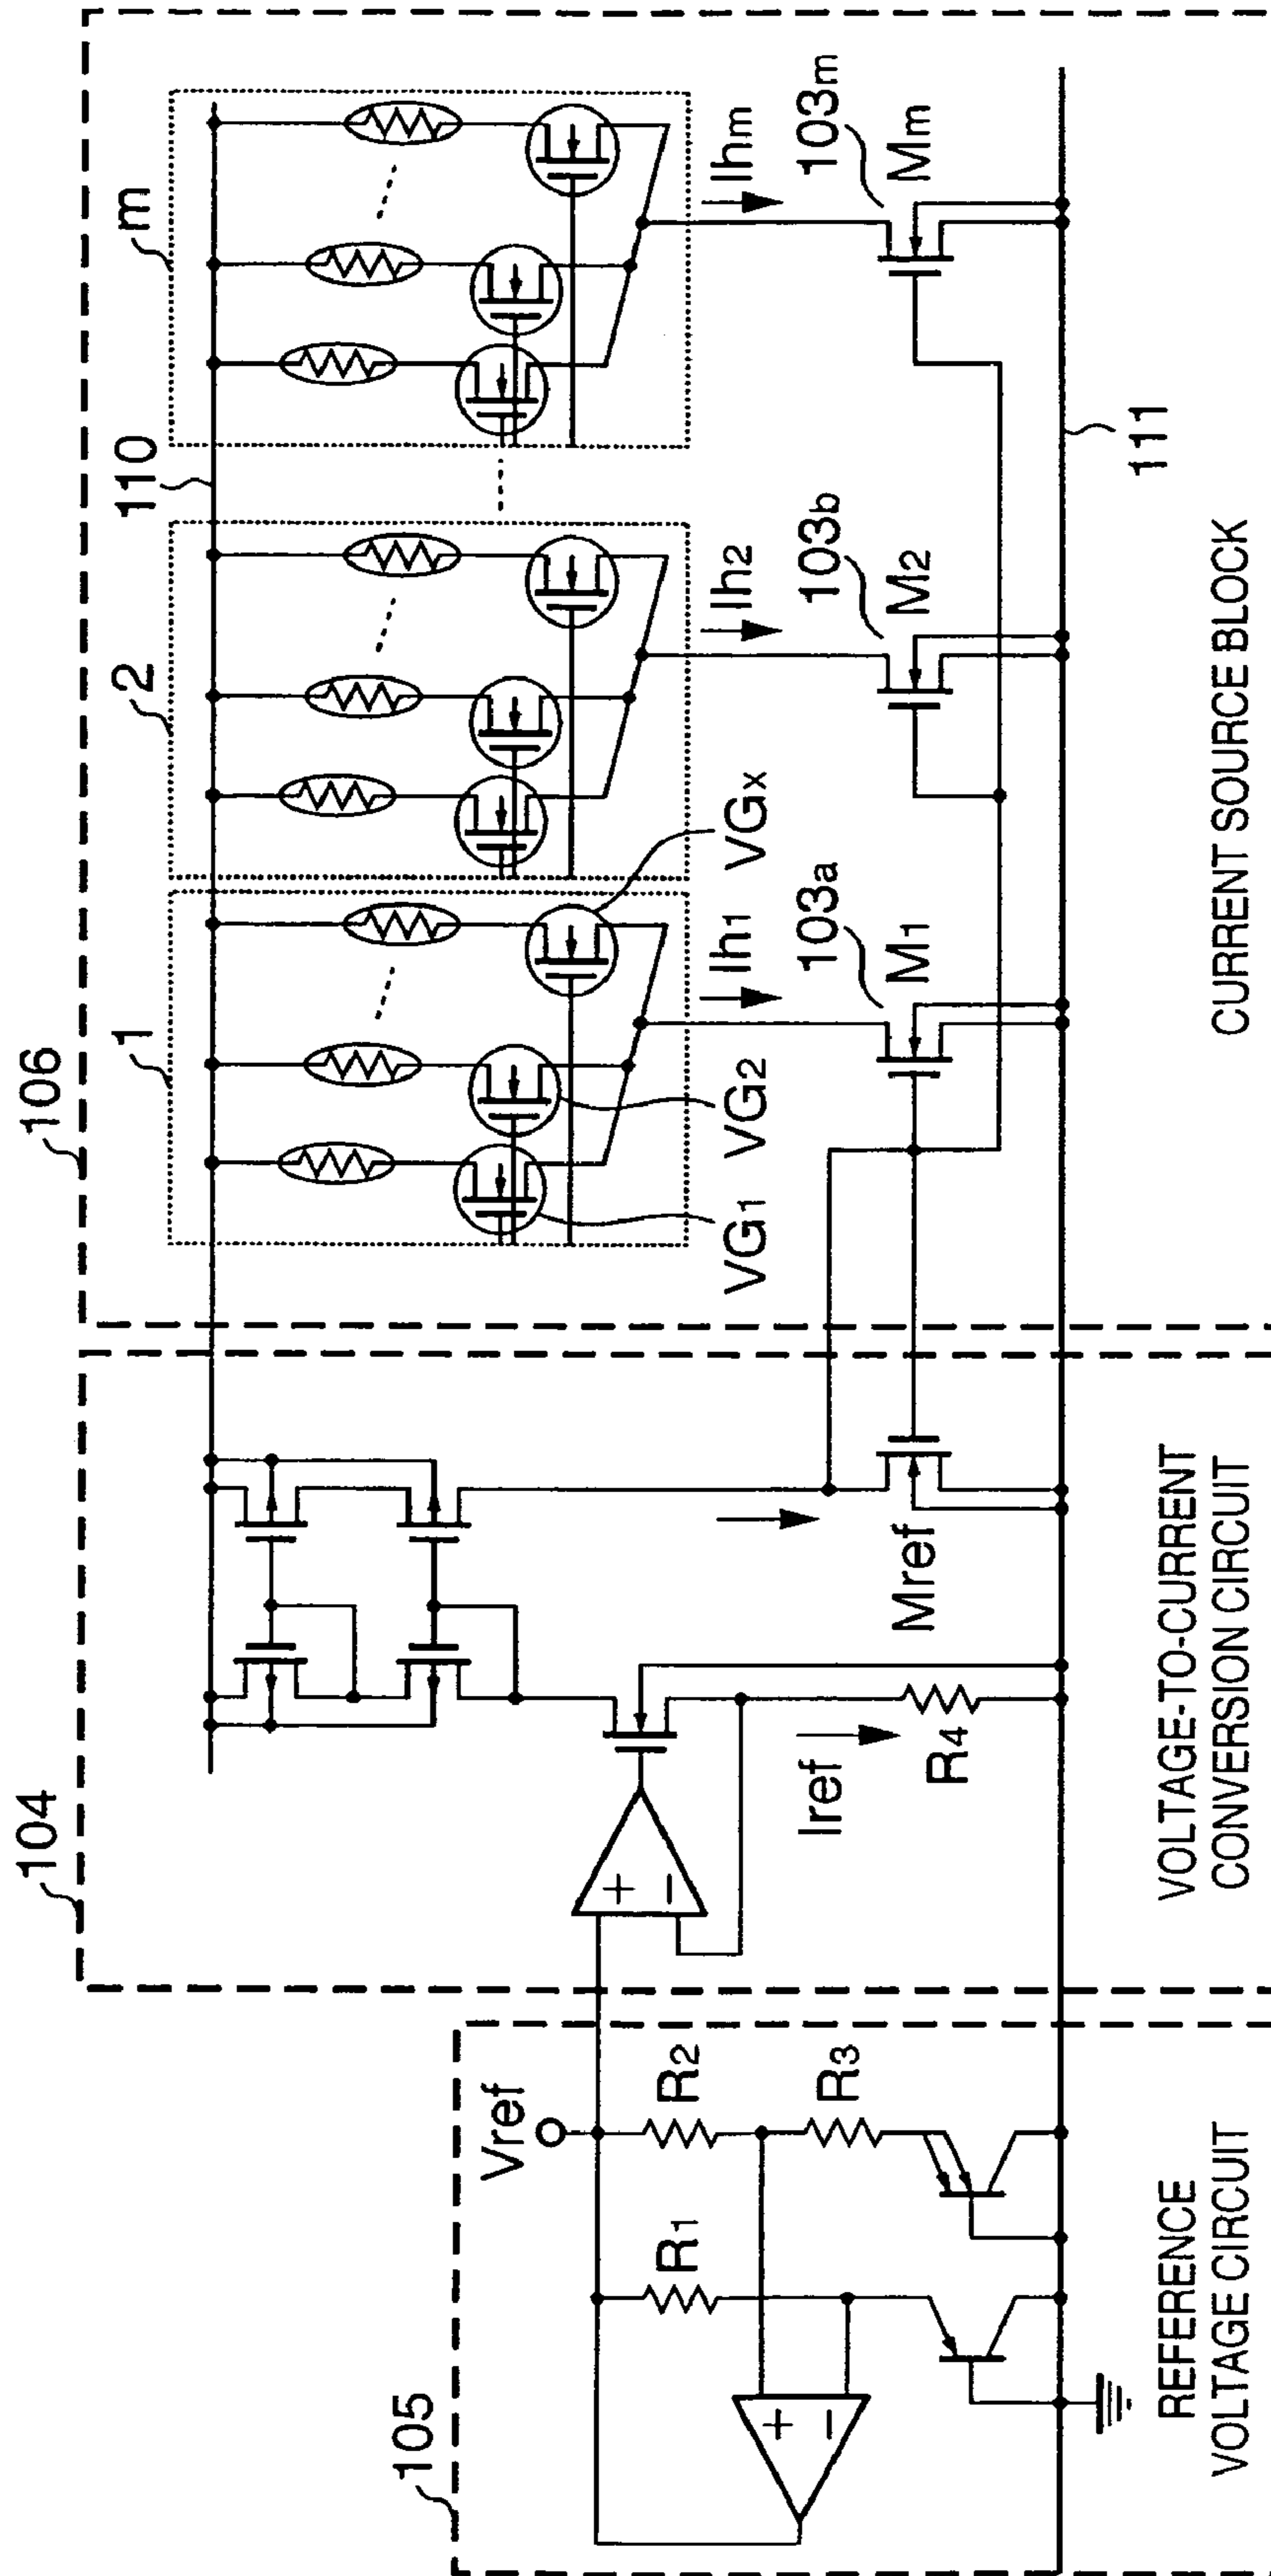 105
Vref
R1
R2
R3
+
−
REFERENCE
VOLTAGE CIRCUIT
104
+
−
Iref
R4
Mref
VOLTAGE-TO-CURRENT
CONVERSION CIRCUIT
106
1
2
m
110
VG1
VG2
VGx
Ih1
Ih2
Ihm
103a
103b
103m
M1
M2
Mm
111
CURRENT SOURCE BLOCK